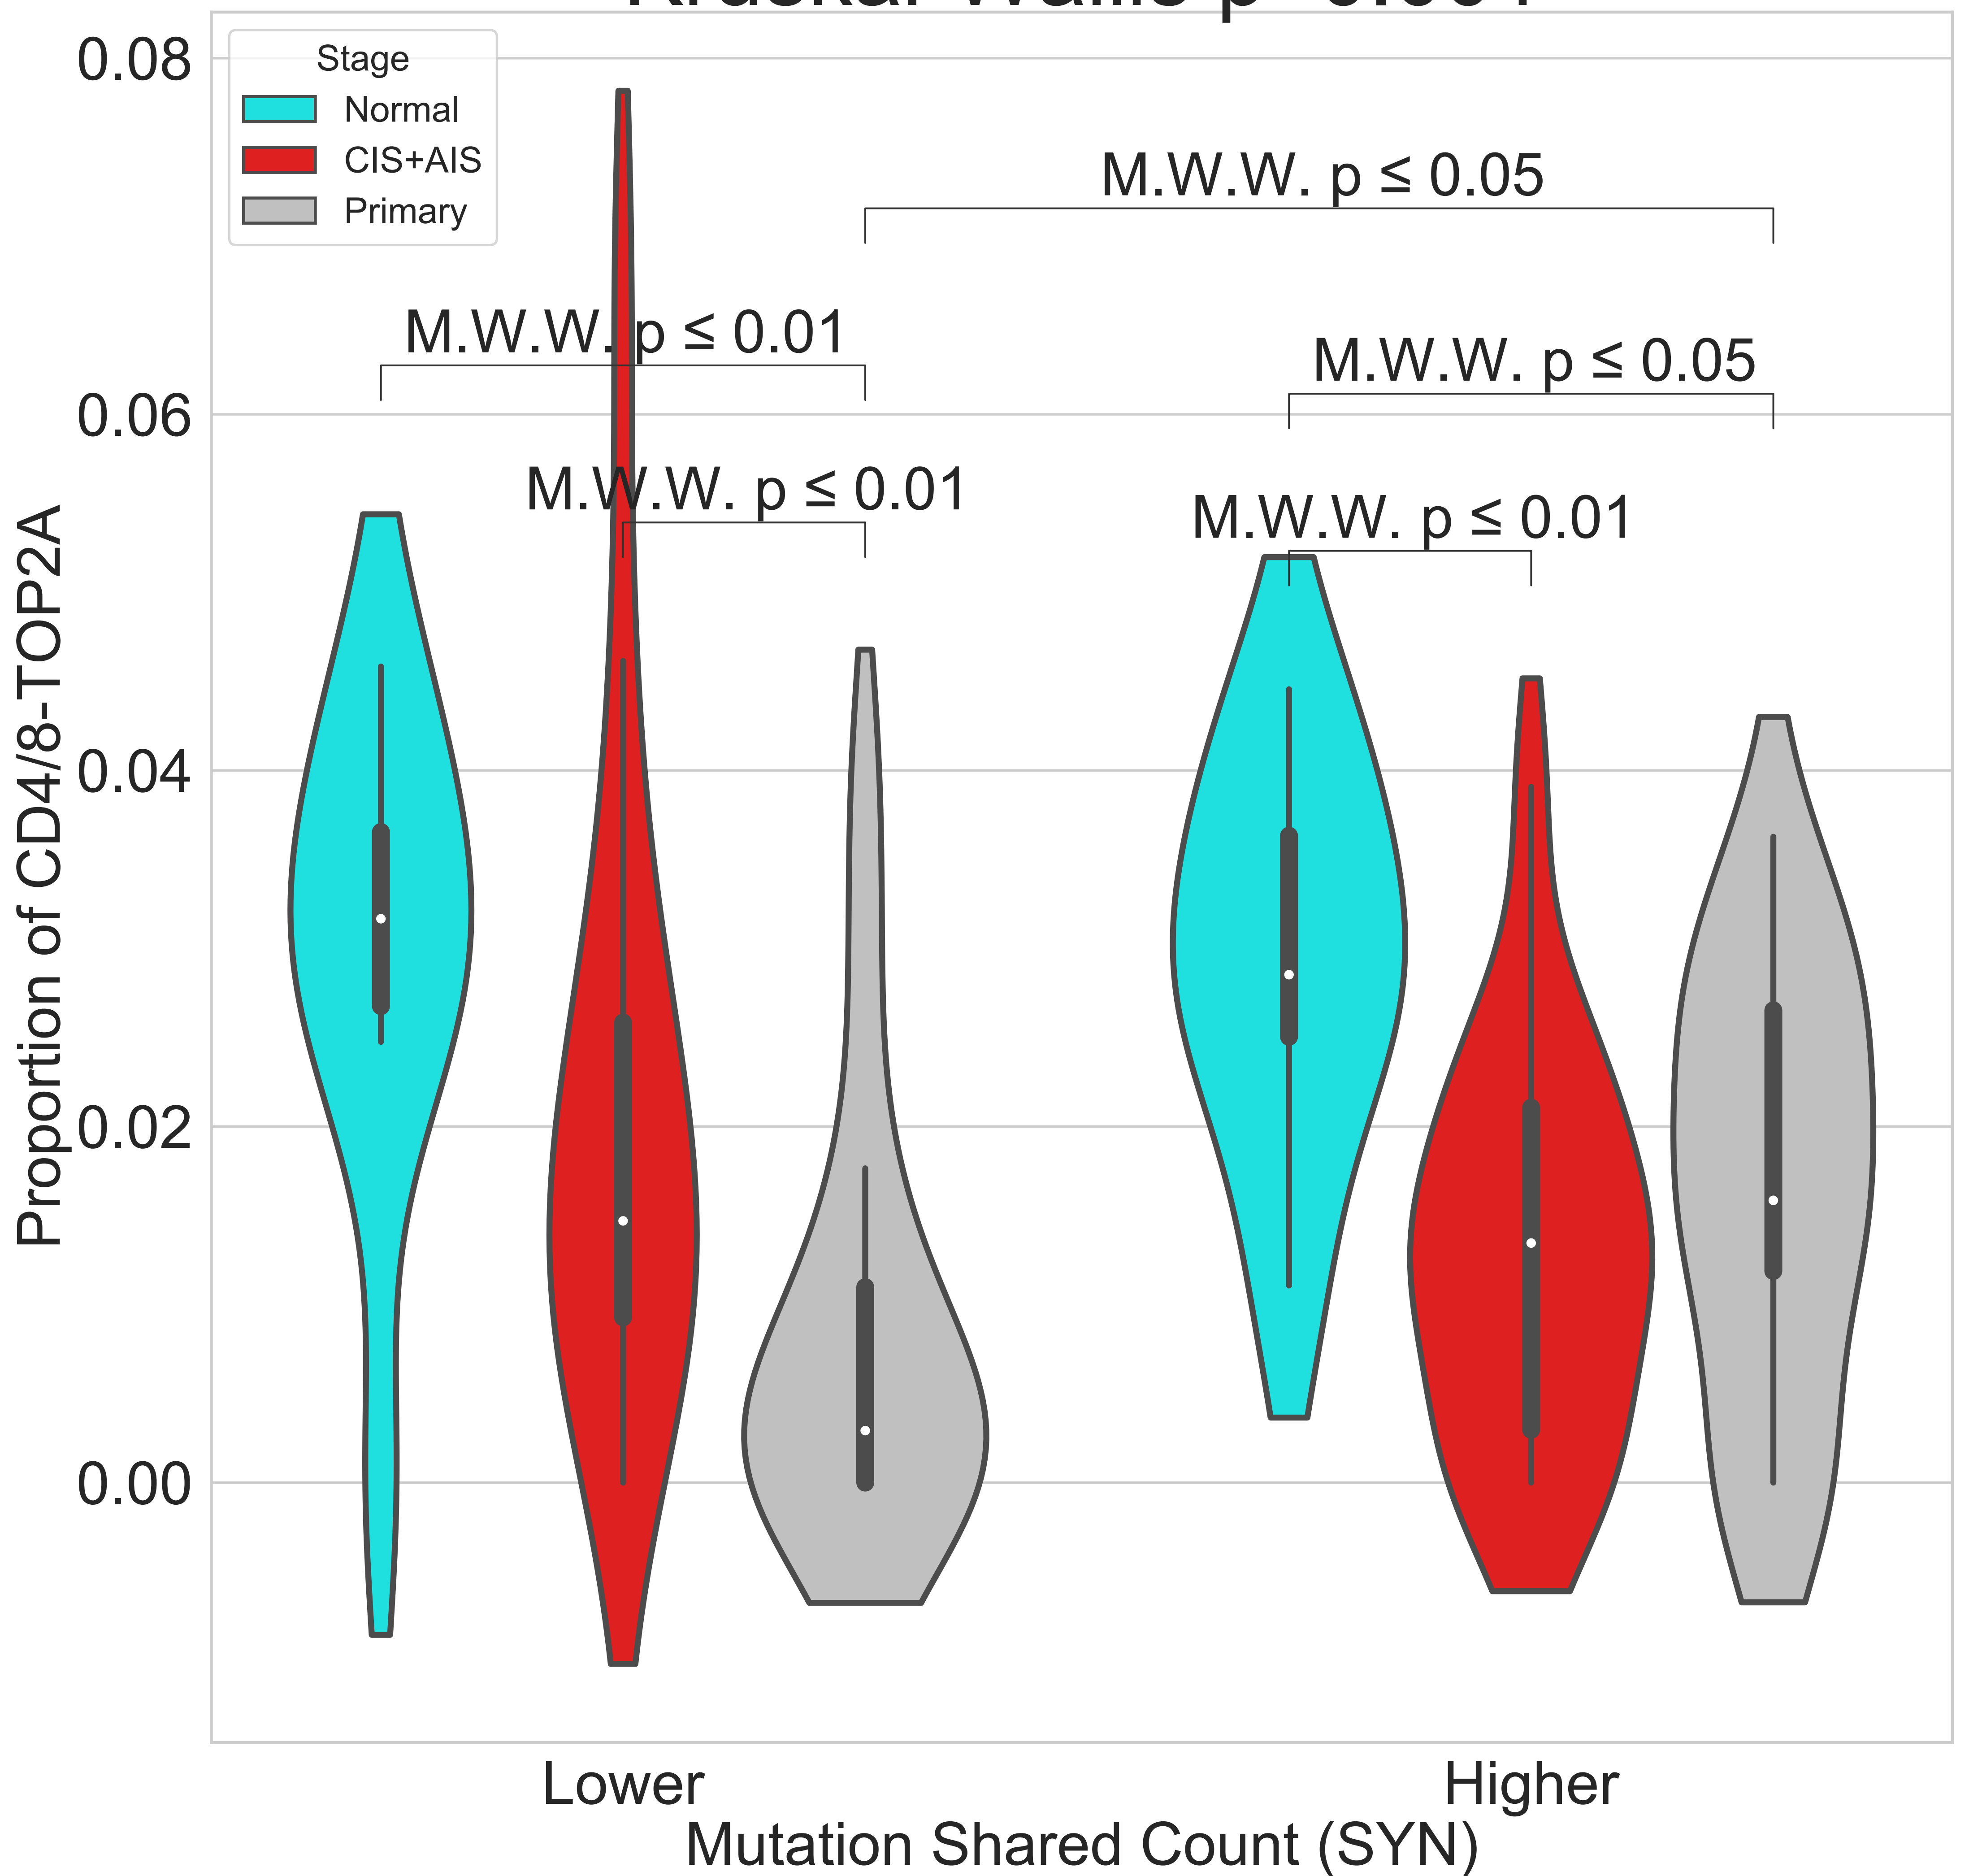 Stage
Normal
CIS+AIS
Primary
M.W.W. p ≤ 0.05
M.W.W. p ≤ 0.01
M.W.W. p ≤ 0.05
M.W.W. p ≤ 0.01
M.W.W. p ≤ 0.01
0.08
0.06
0.04
0.02
0.00
Proportion of CD4/8-TOP2A
Lower
Higher
Mutation Shared Count (SYN)